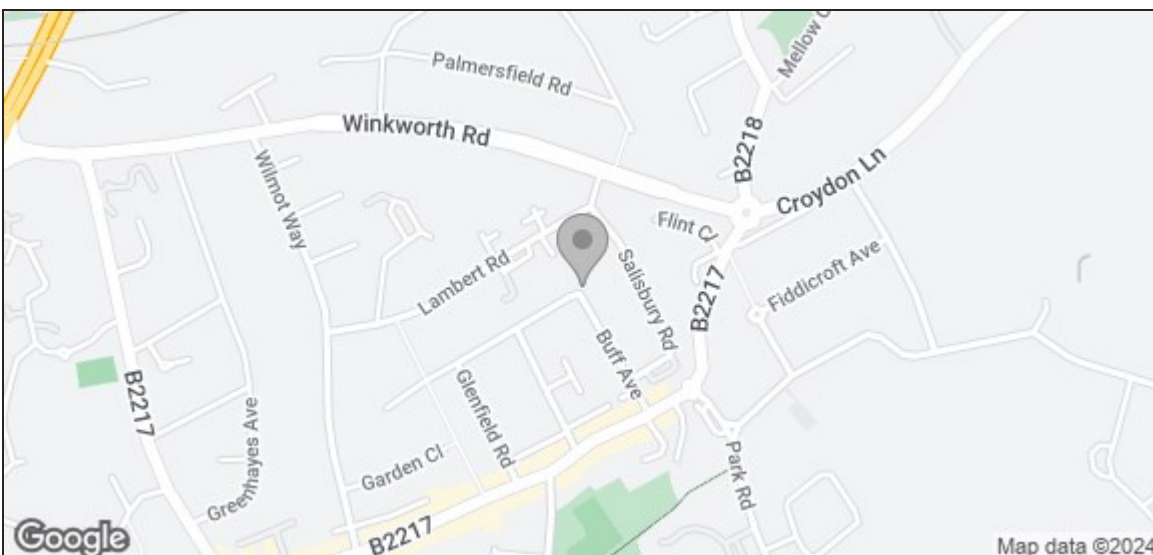 Mellow C
Palmersfield Rd
Winkworth Rd
B2218
Croydon Ln
Wilmot Way
Flint Cl
Salisbury Rd
Lambert Rd
Fiddicroft Ave
B2217
Buff Ave
B2217
Glenfield Rd
Greenhayes Ave
Garden Cl
Park Rd
B2217
Google
Map data ©2024